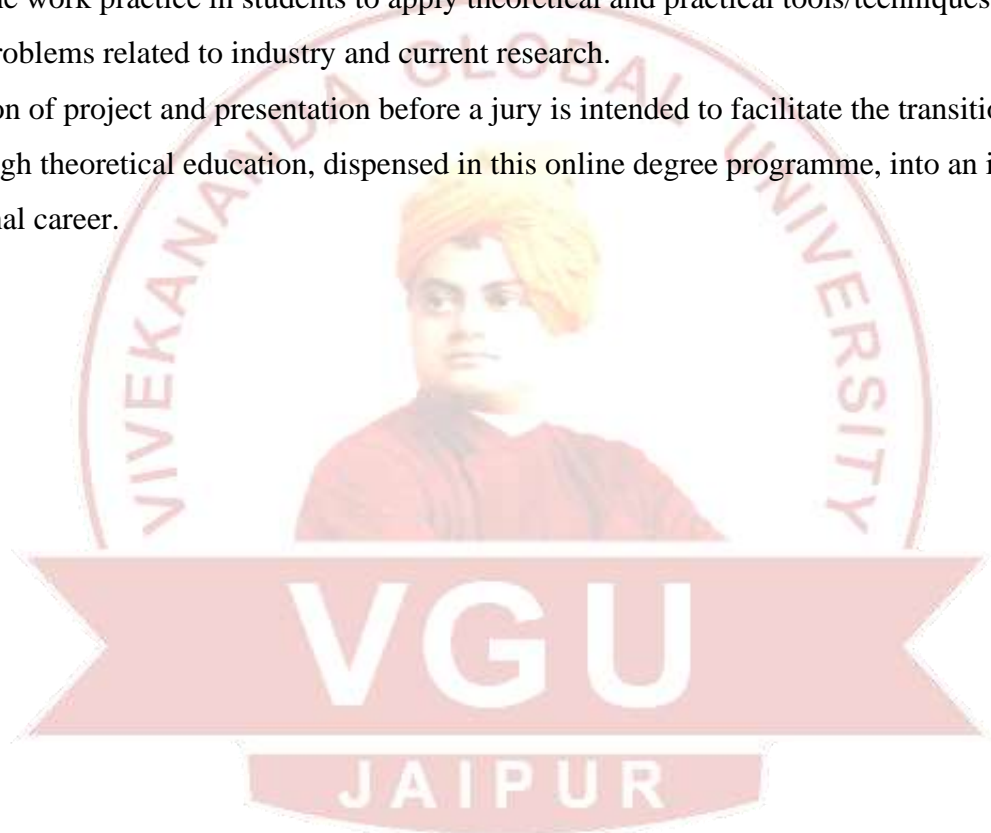 e work practice in students to apply theoretical and practical tools/techniques
roblems related to industry and current research.
on of project and presentation before a jury is intended to facilitate the transitio
gh theoretical education, dispensed in this online degree programme, into an i
al career.
VIVEKANANDA GLOBAL UNIVERSITY
VGU
JAIPUR